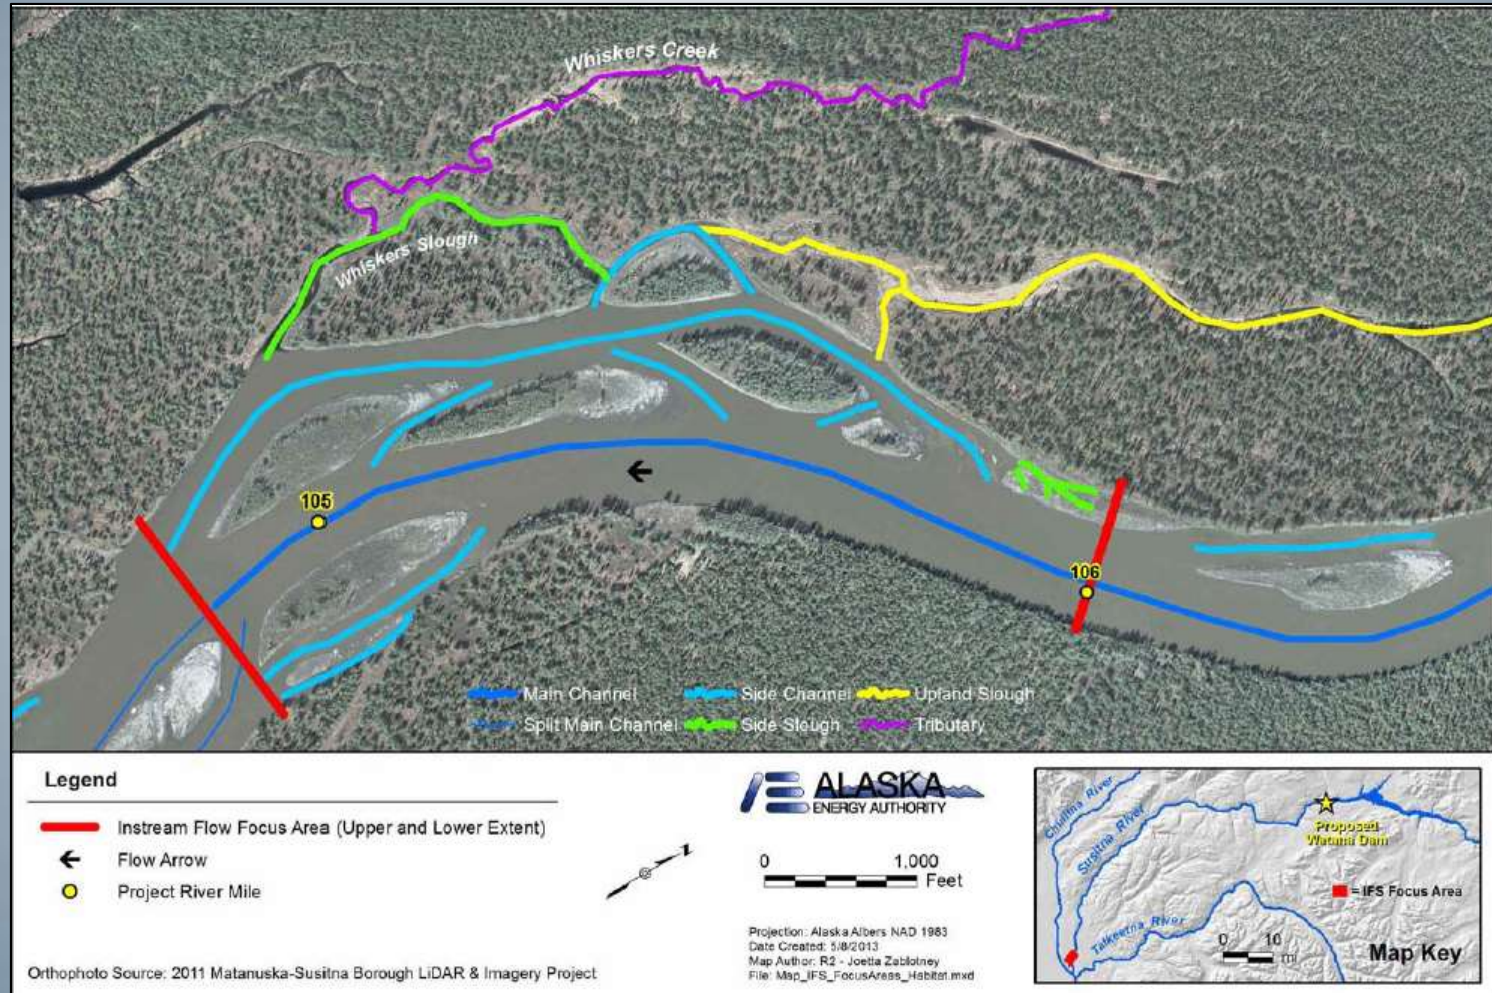 Whiskers Creek
Whiskers Slough
105
106
Main Channel
Side Channel
Upland Slough
Split Main Channel
Side Slough
Tributary
Legend
Instream Flow Focus Area (Upper and Lower Extent)
Flow Arrow
Project River Mile
Orthophoto Source: 2011 Matanuska-Susitna Borough LiDAR & Imagery Project
Z
ALASKA
ENERGY AUTHORITY
0 1,000
Feet
Projection: Alaska Albers NAD 1983
Date Created: 5/8/2013
Map Author: R2 - Joetta Zablotney
File: Map_IFS_FocusAreas_Habitat.mxd
Chulitna River
Susitna River
Talkeetna River
Proposed
Watana Dam
= IFS Focus Area
0 10
mi
Map Key